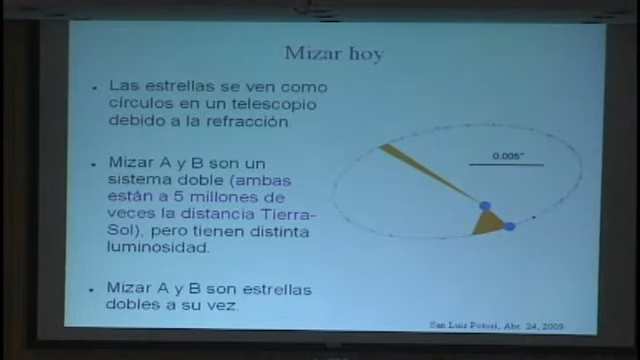 Mizar hoy
. Las estrellas se ven como
círculos en un telescopio
debido a la refracción.
. Mizar A y B son un
sistema doble (ambas
están a 5 millones de
veces la distancia Tierra-
Sol), pero tienen distinta
luminosidad.
. Mizar A y B son estrellas
dobles a su vez.
0.005"
San Luis Potosí, Abr. 24, 2009